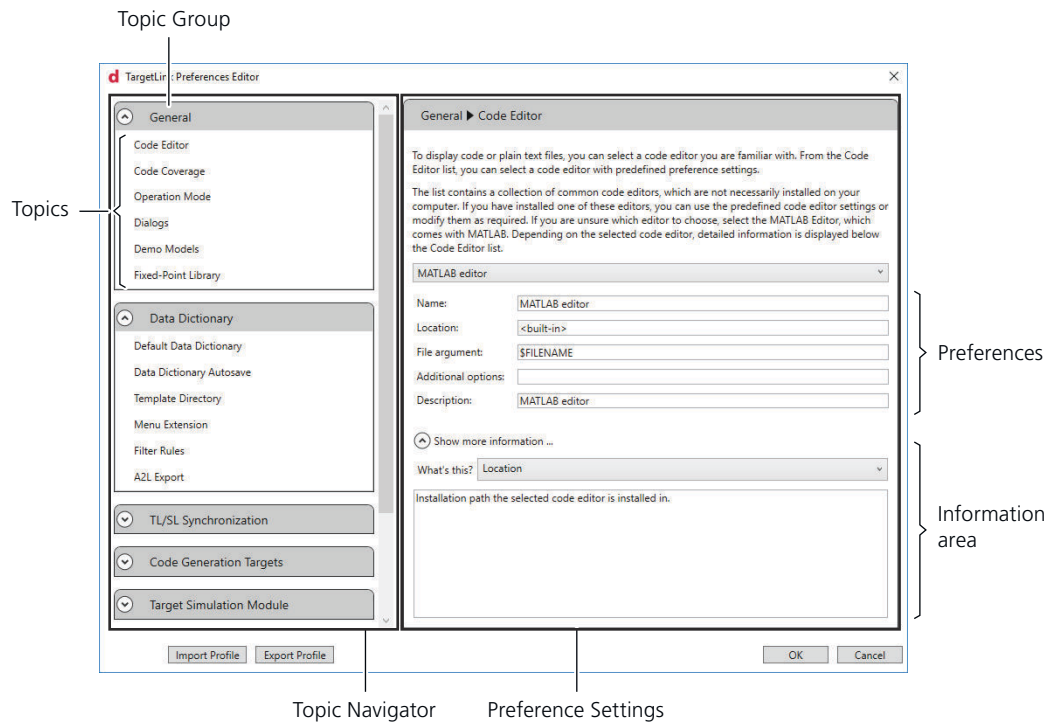 Topic Group
d TargetLink Preferences Editor
General
Code Editor
Code Coverage
Operation Mode
Dialogs
Demo Models
Fixed-Point Library
Topics
Data Dictionary
Default Data Dictionary
Data Dictionary Autosave
Template Directory
Menu Extension
Filter Rules
A2L Export
TL/SL Synchronization
Code Generation Targets
Target Simulation Module
General ▶ Code Editor
To display code or plain text files, you can select a code editor you are familiar with. From the Code
Editor list, you can select a code editor with predefined preference settings.
The list contains a collection of common code editors, which are not necessarily installed on your
computer. If you have installed one of these editors, you can use the predefined code editor settings or
modify them as required. If you are unsure which editor to choose, select the MATLAB Editor, which
comes with MATLAB. Depending on the selected code editor, detailed information is displayed below
the Code Editor list.
MATLAB editor
Name: MATLAB editor
Location: <built-in>
File argument: $FILENAME
Additional options:
Description: MATLAB editor
Preferences
Show more information ...
What's this? Location
Installation path the selected code editor is installed in.
Information
area
Import Profile Export Profile OK Cancel
Topic Navigator Preference Settings